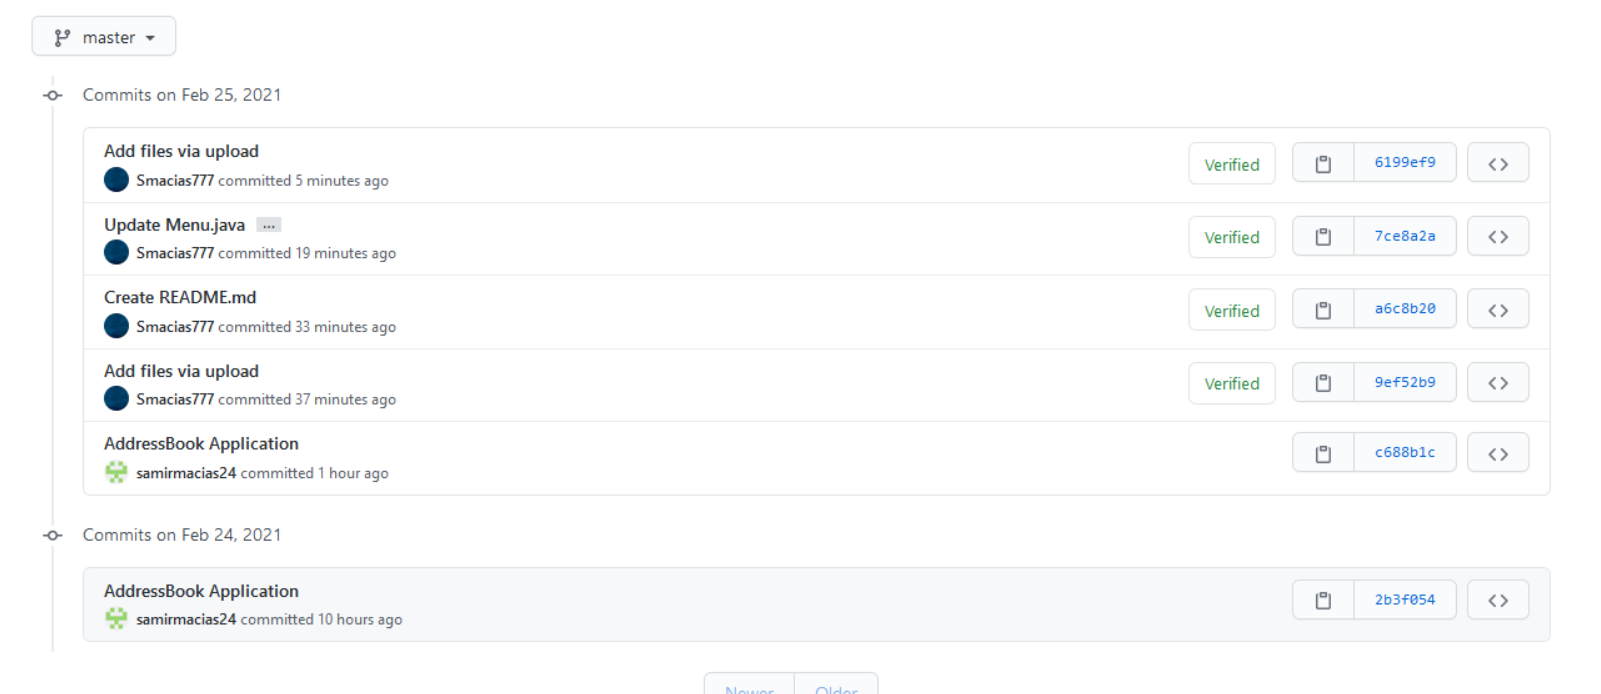 master
Commits on Feb 25, 2021
Add files via upload
Smacias777 committed 5 minutes ago
Verified
6199ef9
Update Menu.java ...
Smacias777 committed 19 minutes ago
Verified
7ce8a2a
Create README.md
Smacias777 committed 33 minutes ago
Verified
a6c8b20
Add files via upload
Smacias777 committed 37 minutes ago
Verified
9ef52b9
AddressBook Application
samirmacias24 committed 1 hour ago
c688b1c
Commits on Feb 24, 2021
AddressBook Application
samirmacias24 committed 10 hours ago
2b3f054
Newer Older